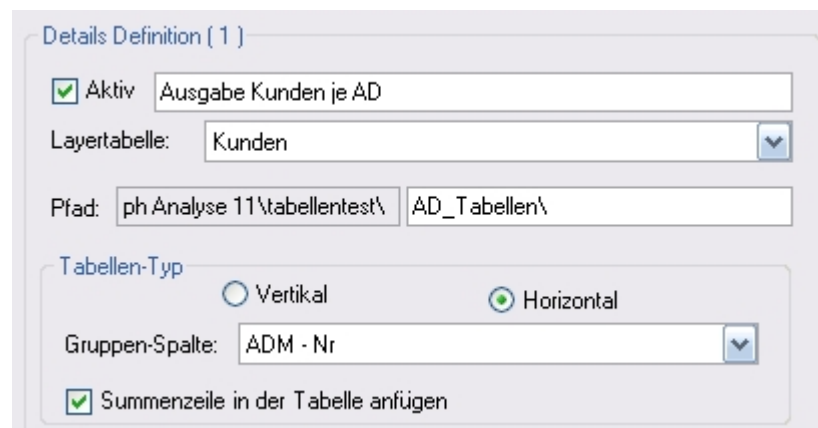 Details Definition ( 1 )
Aktiv Ausgabe Kunden je AD
Layertabelle: Kunden
Pfad: ph Analyse 11\tabellentest\ AD_Tabellen\
Tabellen-Typ
Vertikal Horizontal
Gruppen-Spalte: ADM - Nr
Summenzeile in der Tabelle anfügen